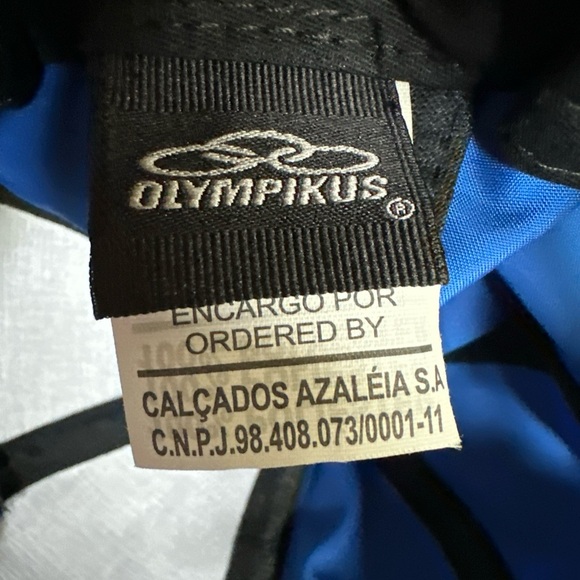 OLYMPIKUS ®
ENCARGO POR
ORDERED BY
CALÇADOS AZALÉIA S.A
C.N.P.J.98.408.073/0001-11